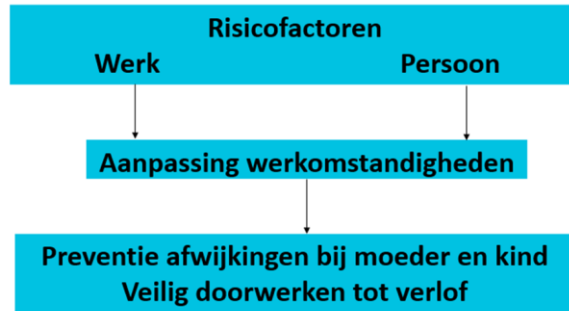 Risicofactoren
Werk Persoon
Aanpassing werkomstandigheden
Preventie afwijkingen bij moeder en kind
Veilig doorwerken tot verlof